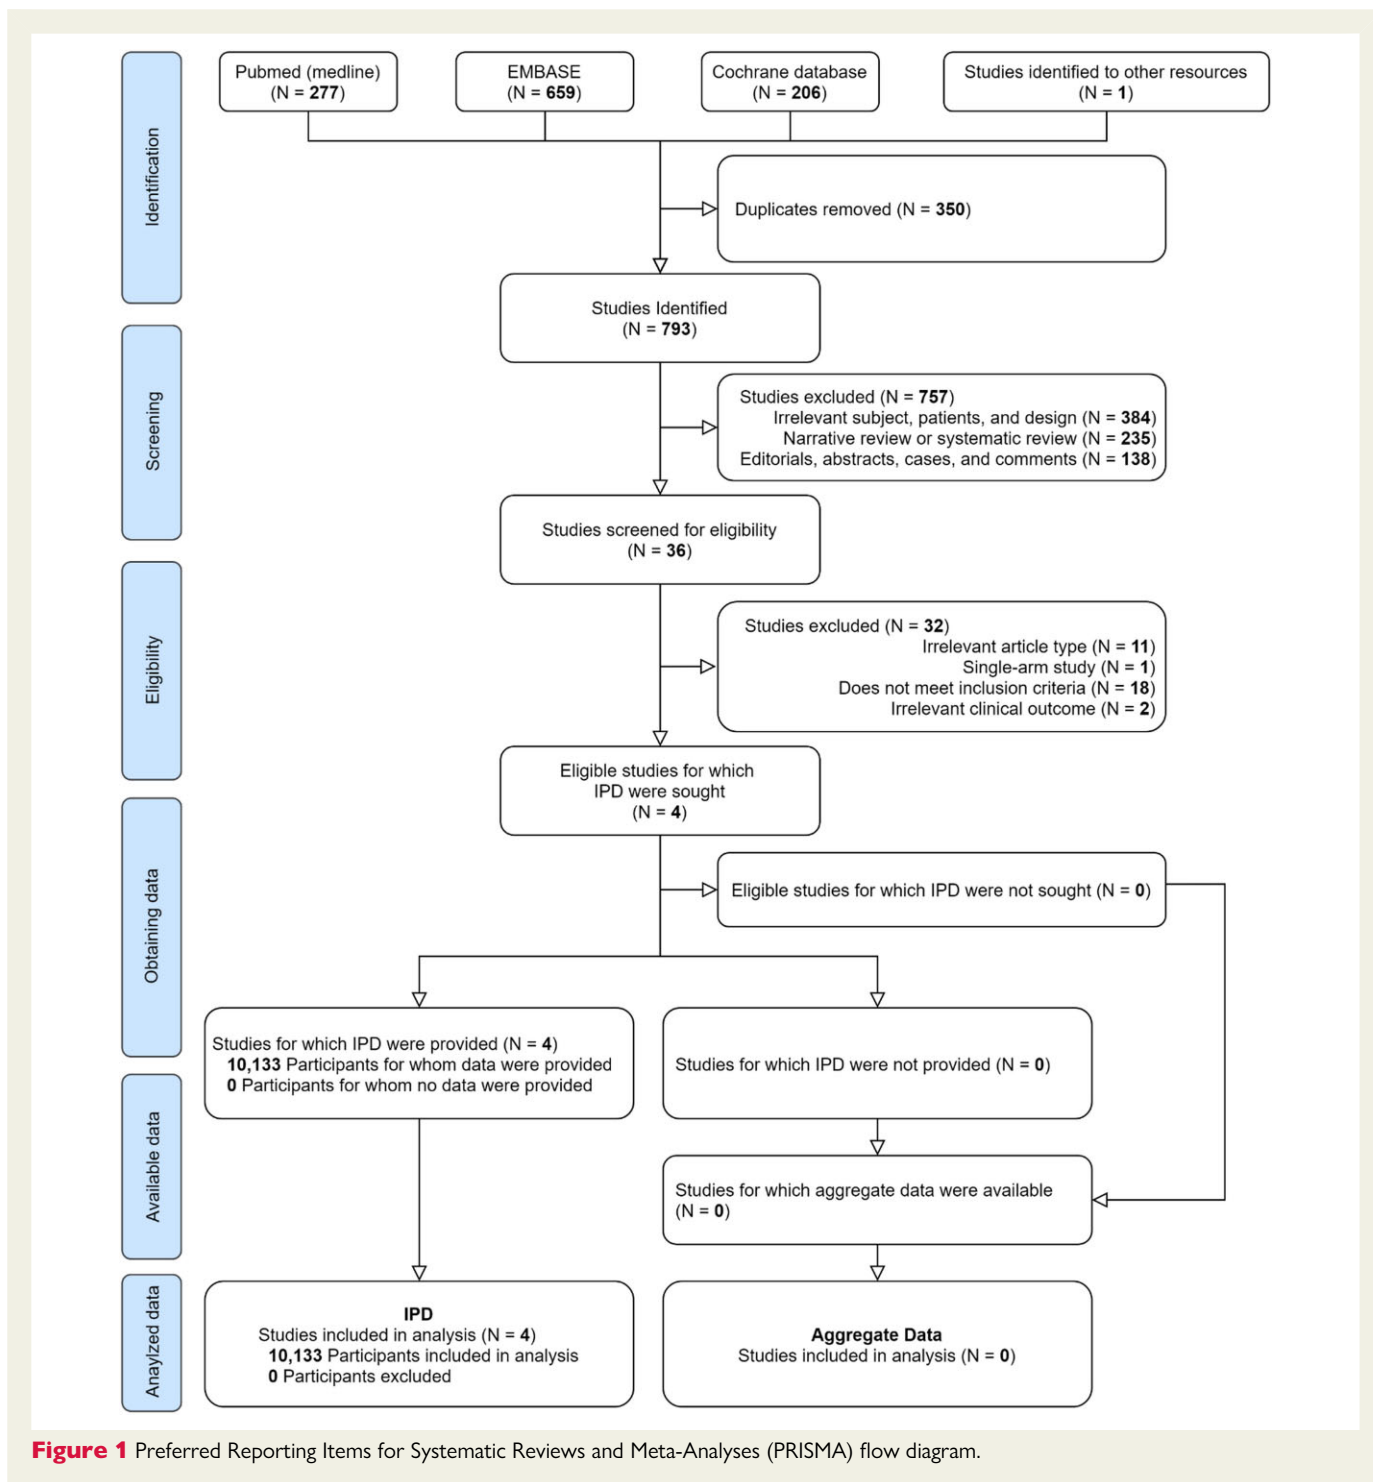 Identification
Pubmed (medline)
(N = 277)
EMBASE
(N = 659)
Cochrane database
(N = 206)
Studies identified to other resources
(N = 1)
Duplicates removed (N = 350)
Studies Identified
(N = 793)
Screening
Studies excluded (N = 757)
Irrelevant subject, patients, and design (N = 384)
Narrative review or systematic review (N = 235)
Editorials, abstracts, cases, and comments (N = 138)
Studies screened for eligibility
(N = 36)
Eligibility
Studies excluded (N = 32)
Irrelevant article type (N = 11)
Single-arm study (N = 1)
Does not meet inclusion criteria (N = 18)
Irrelevant clinical outcome (N = 2)
Eligible studies for which
IPD were sought
(N = 4)
Obtaining data
Eligible studies for which IPD were not sought (N = 0)
Studies for which IPD were provided (N = 4)
10,133 Participants for whom data were provided
0 Participants for whom no data were provided
Studies for which IPD were not provided (N = 0)
Available data
Studies for which aggregate data were available
(N = 0)
Anaylzed data
IPD
Studies included in analysis (N = 4)
10,133 Participants included in analysis
0 Participants excluded
Aggregate Data
Studies included in analysis (N = 0)
Figure 1 Preferred Reporting Items for Systematic Reviews and Meta-Analyses (PRISMA) flow diagram.